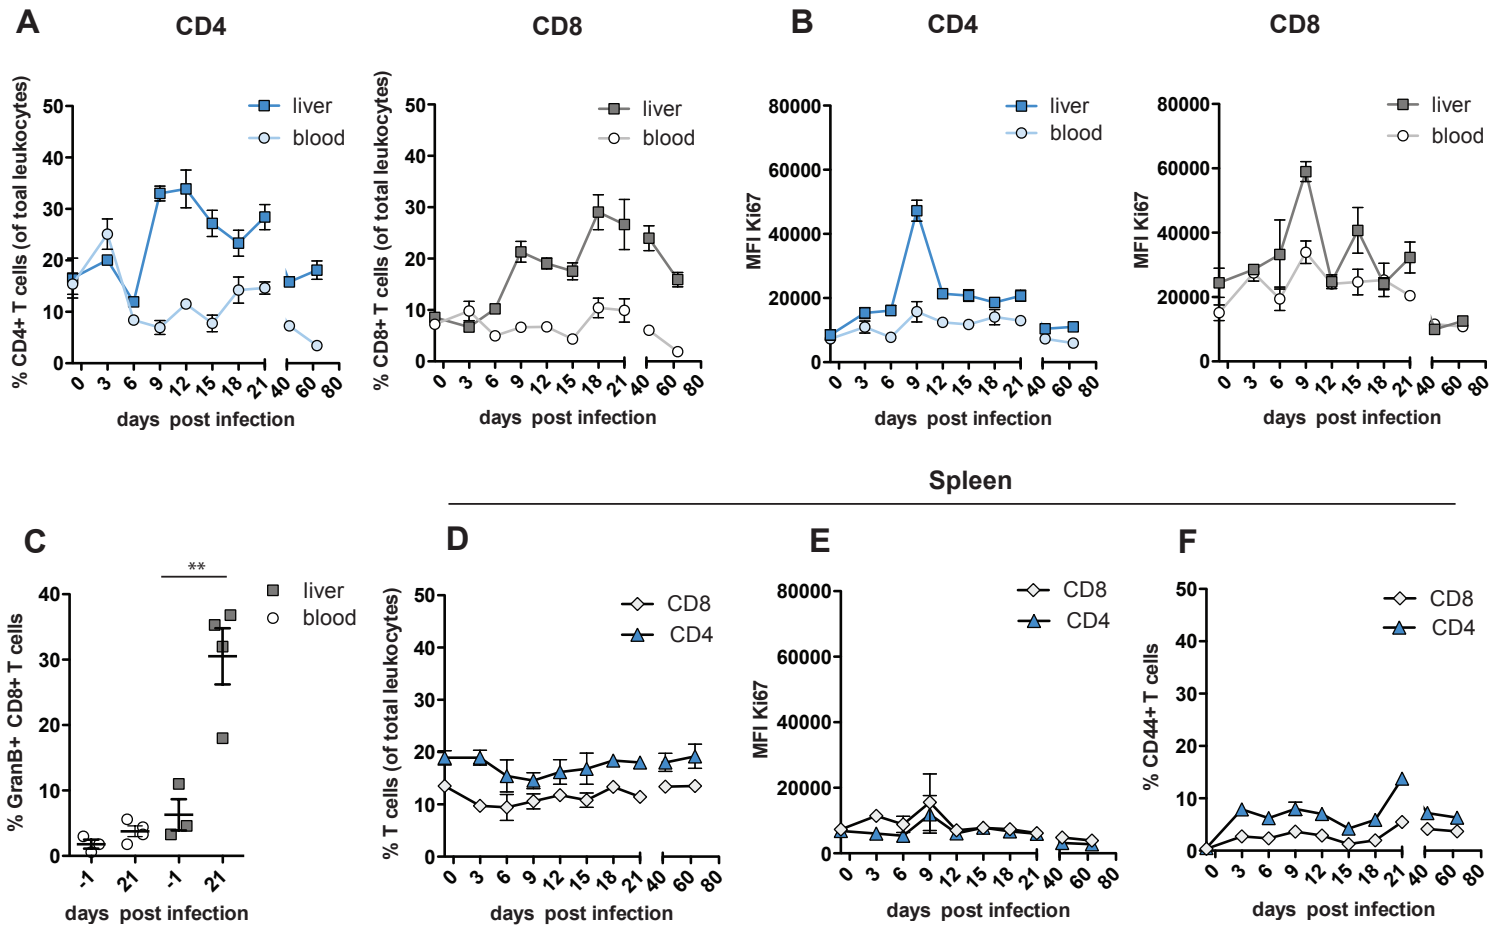 A
CD4
CD8
B
CD4
CD8
% CD4+ T cells (of toal leukocytes)
50
40
30
20
10
0
liver
blood
0 3 6 9 12 15 18 21 40 60 80
days post infection
% CD8+ T cells (of total leukocytes)
50
40
30
20
10
0
liver
blood
0 3 6 9 12 15 18 21 40 60 80
days post infection
MFI Ki67
80000
60000
40000
20000
0
liver
blood
0 3 6 9 12 15 18 21 40 60 80
days post infection
MFI Ki67
80000
60000
40000
20000
0
liver
blood
0 3 6 9 12 15 18 21 40 60 80
days post infection
Spleen
C
% GranB+ CD8+ T cells
40
30
20
10
0
**
liver
blood
-1 21 -1 21
days post infection
D
% T cells (of total leukocytes)
50
40
30
20
10
0
CD8
CD4
0 3 6 9 12 15 18 21 40 60 80
days post infection
E
MFI Ki67
80000
60000
40000
20000
0
CD8
CD4
0 3 6 9 12 15 18 21 40 60 80
days post infection
F
% CD44+ T cells
50
40
30
20
10
0
CD8
CD4
0 3 6 9 12 15 18 21 40 60 80
days post infection